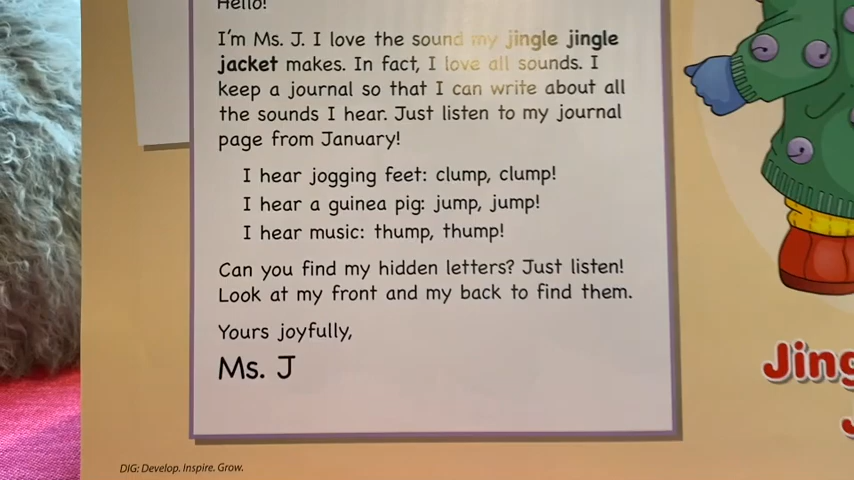 Hello!
I'm Ms. J. I love the sound my jingle jingle
jacket makes. In fact, I love all sounds. I
keep a journal so that I can write about all
the sounds I hear. Just listen to my journal
page from January!
I hear jogging feet: clump, clump!
I hear a guinea pig: jump, jump!
I hear music: thump, thump!
Can you find my hidden letters? Just listen!
Look at my front and my back to find them.
Yours joyfully,
Ms. J
Jing
J
DIG: Develop. Inspire. Grow.